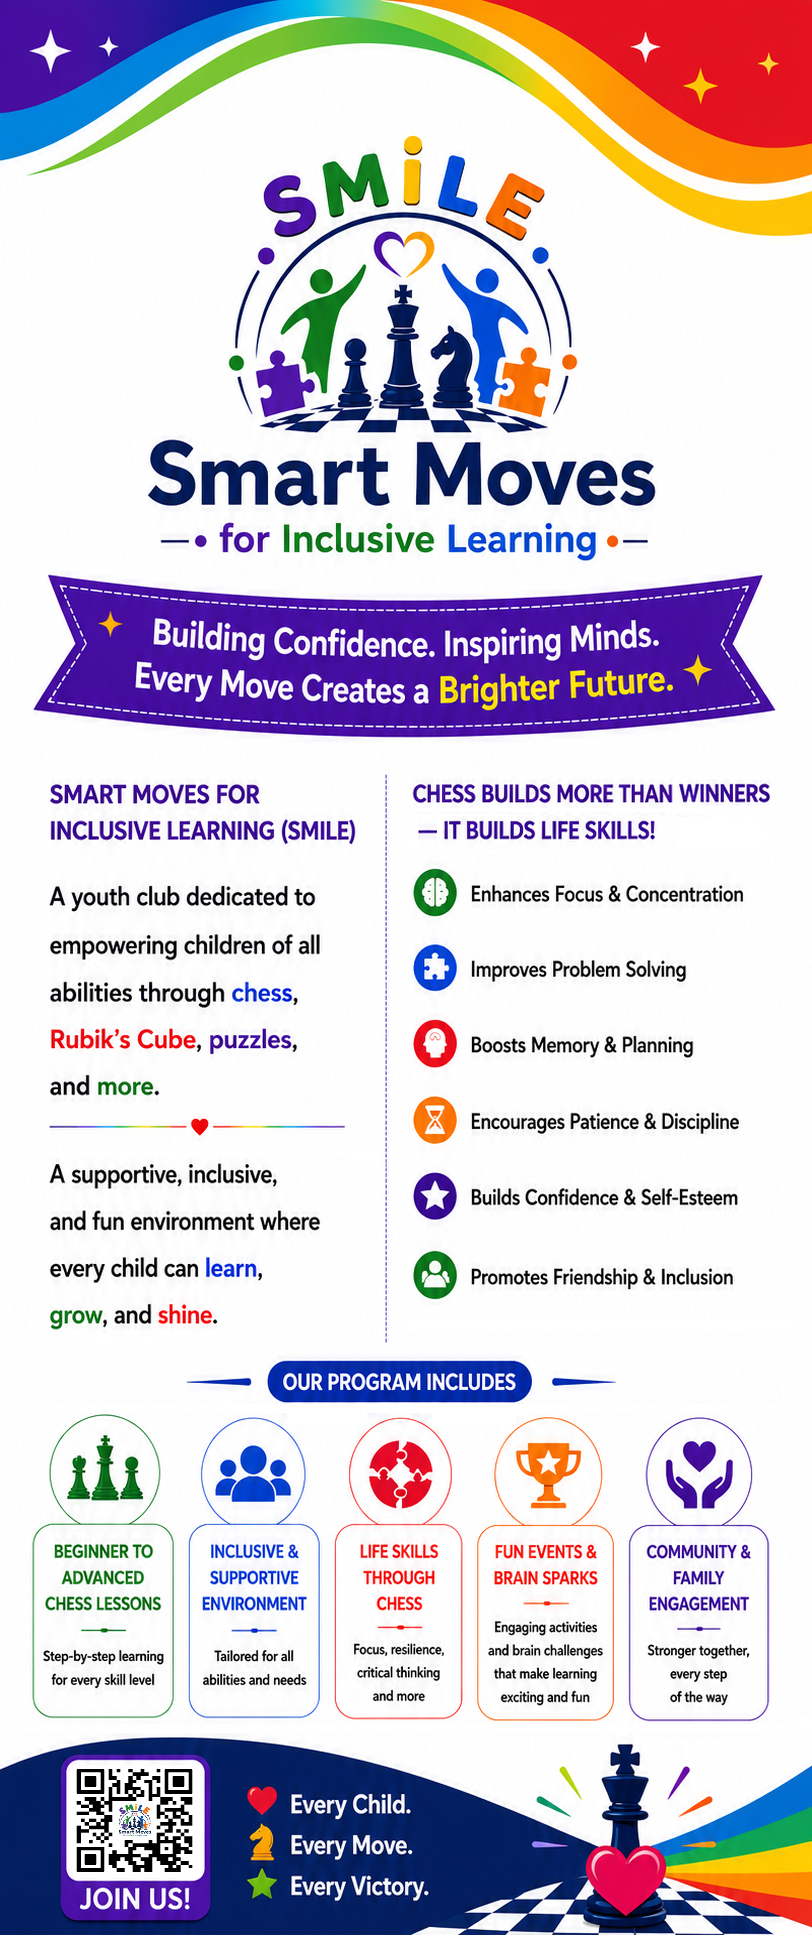 SMiLE
Smart Moves
for Inclusive Learning
Building Confidence. Inspiring Minds.
Every Move Creates a Brighter Future.
SMART MOVES FOR
INCLUSIVE LEARNING (SMILE)
A youth club dedicated to
empowering children of all
abilities through chess,
Rubik's Cube, puzzles,
and more.
A supportive, inclusive,
and fun environment where
every child can learn,
grow, and shine.
CHESS BUILDS MORE THAN WINNERS
— IT BUILDS LIFE SKILLS!
Enhances Focus & Concentration
Improves Problem Solving
Boosts Memory & Planning
Encourages Patience & Discipline
Builds Confidence & Self-Esteem
Promotes Friendship & Inclusion
OUR PROGRAM INCLUDES
BEGINNER TO
ADVANCED
CHESS LESSONS
Step-by-step learning
for every skill level
INCLUSIVE &
SUPPORTIVE
ENVIRONMENT
Tailored for all
abilities and needs
LIFE SKILLS
THROUGH
CHESS
Focus, resilience,
critical thinking
and more
FUN EVENTS &
BRAIN SPARKS
Engaging activities
and brain challenges
that make learning
exciting and fun
COMMUNITY &
FAMILY
ENGAGEMENT
Stronger together,
every step
of the way
SMiLE
Smart Moves
JOIN US!
Every Child.
Every Move.
Every Victory.